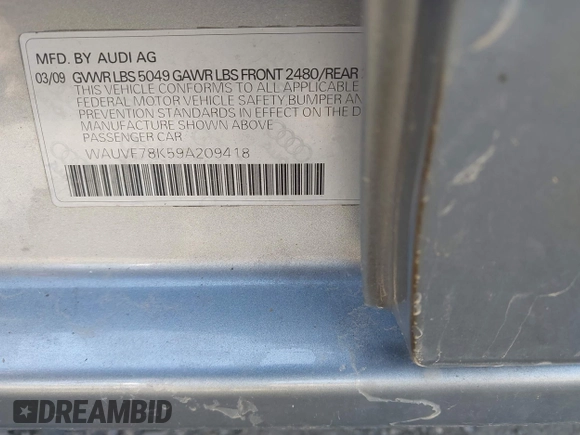 MFD. BY AUDI AG
03/09 GVWR LBS 5049 GAWR LBS FRONT 2480/REAR
THIS VEHICLE CONFORMS TO ALL APPLICABLE
FEDERAL MOTOR VEHICLE SAFETY BUMPER AN
PREVENTION STANDARDS IN EFFECT ON THE D
MANUFACTURE SHOWN ABOVE
PASSENGER CAR
WAUVF78K59A209418
DREAMBID